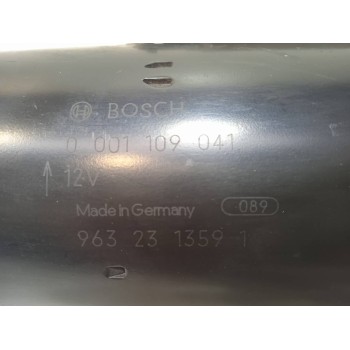 BOSCH
0 001 109 041
12V
Made in Germany 089
963 23 1359 1